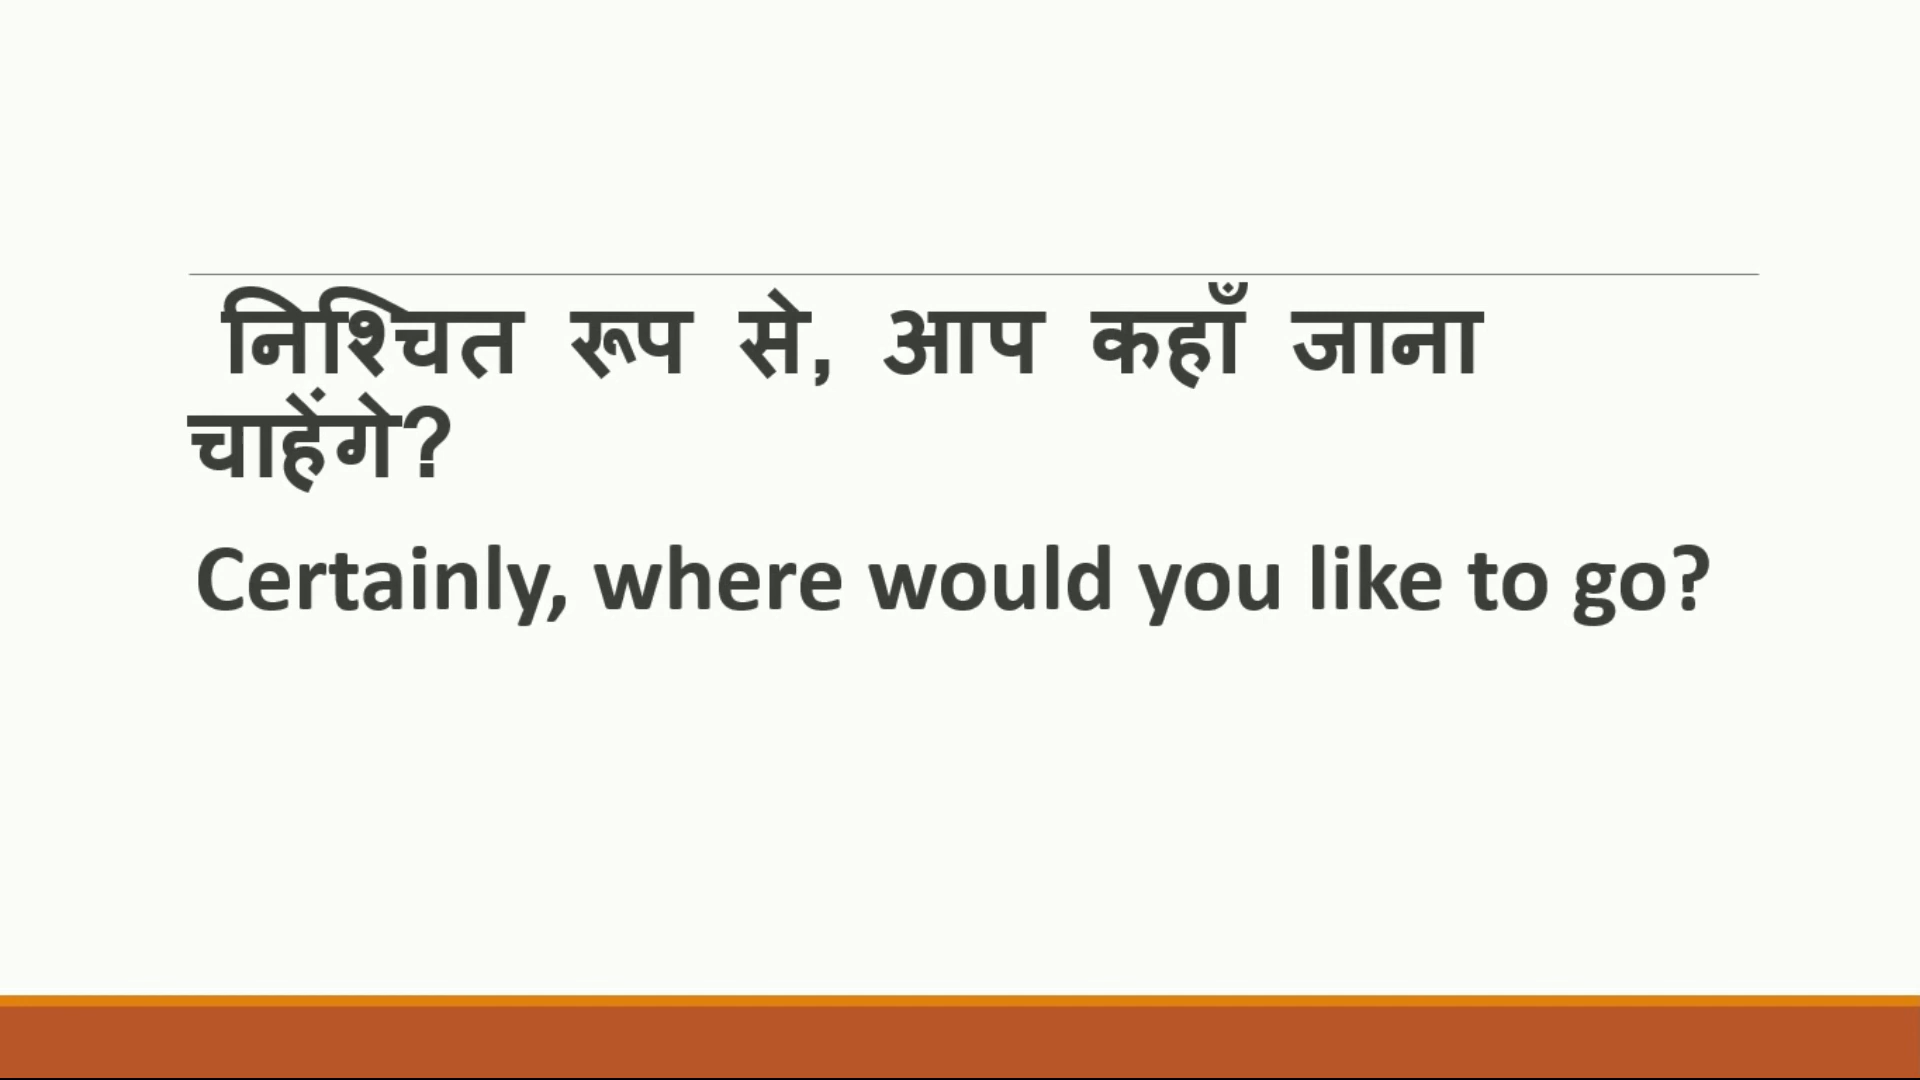 निश्चित रूप से, आप कहाँ जाना
चाहेंगे?
Certainly, where would you like to go?